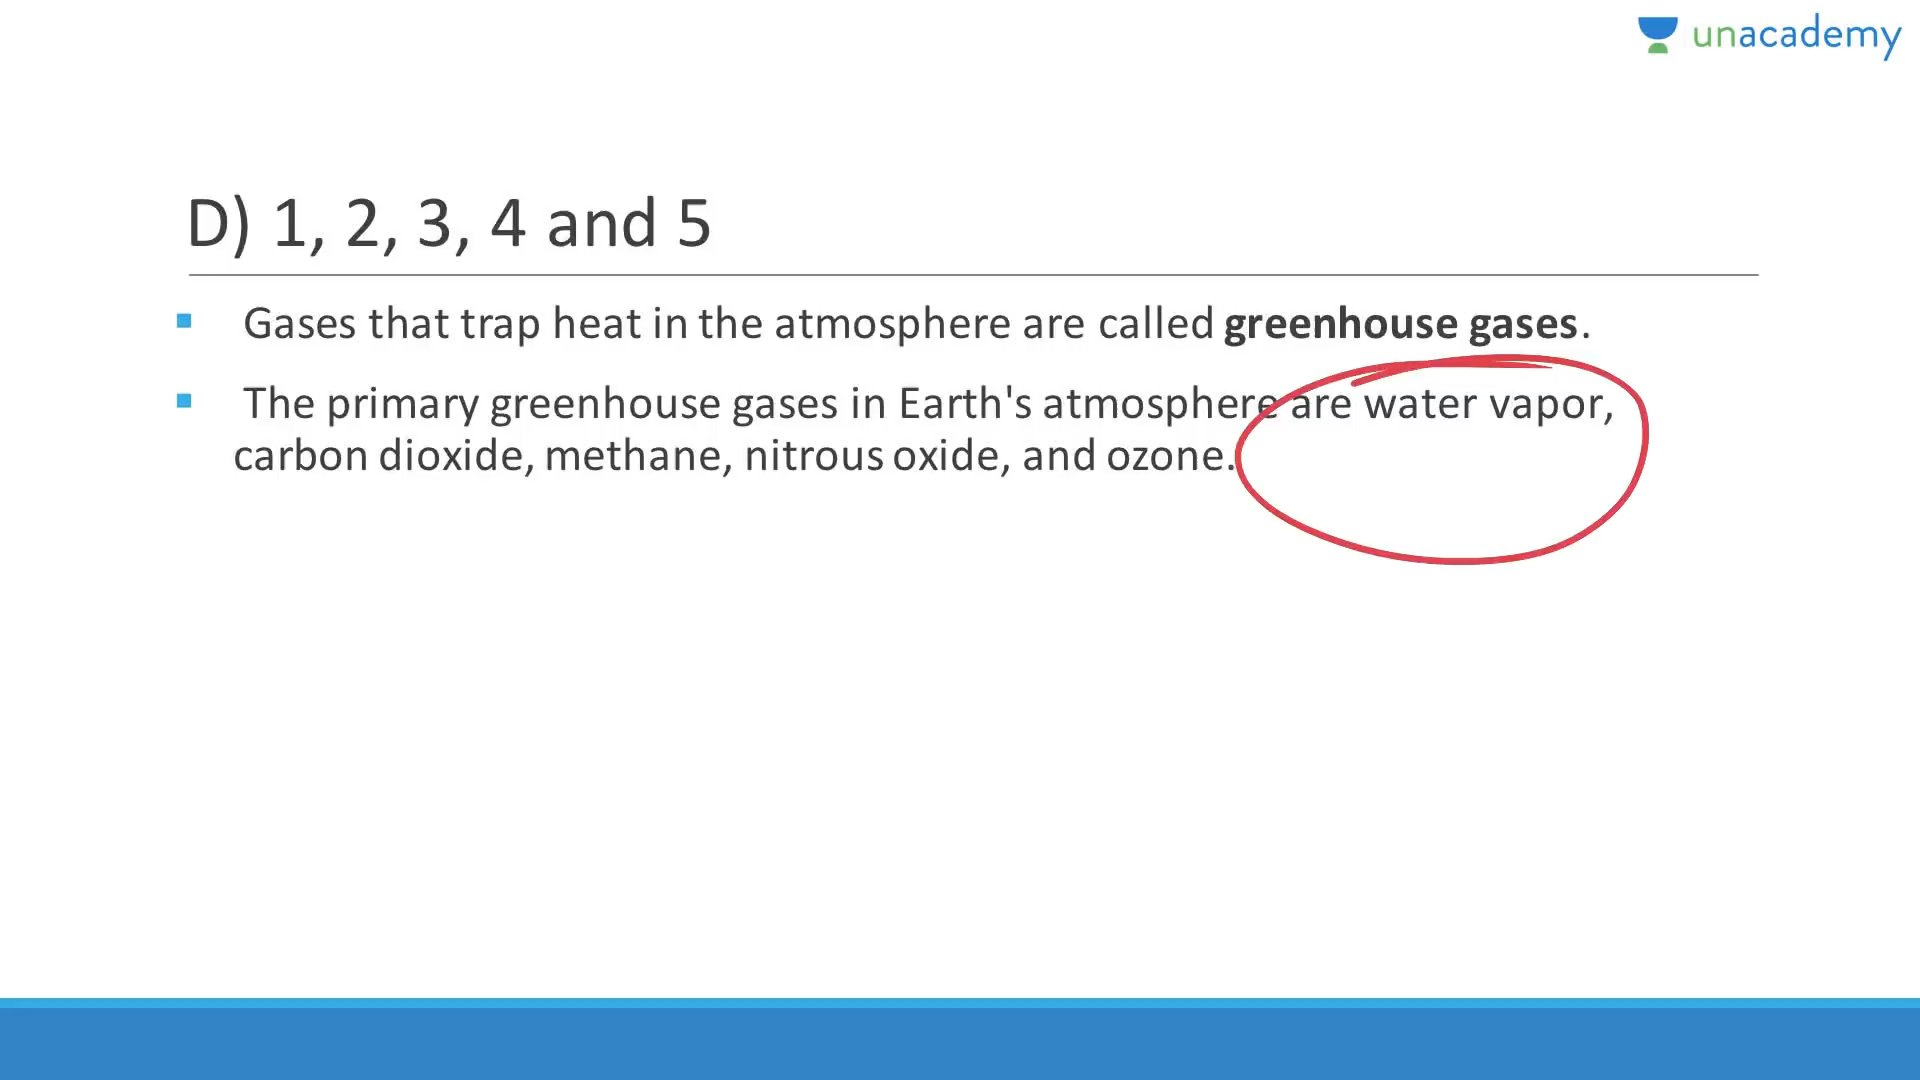 unacademy
D) 1, 2, 3, 4 and 5
Gases that trap heat in the atmosphere are called greenhouse gases.
The primary greenhouse gases in Earth's atmosphere are water vapor,
carbon dioxide, methane, nitrous oxide, and ozone.